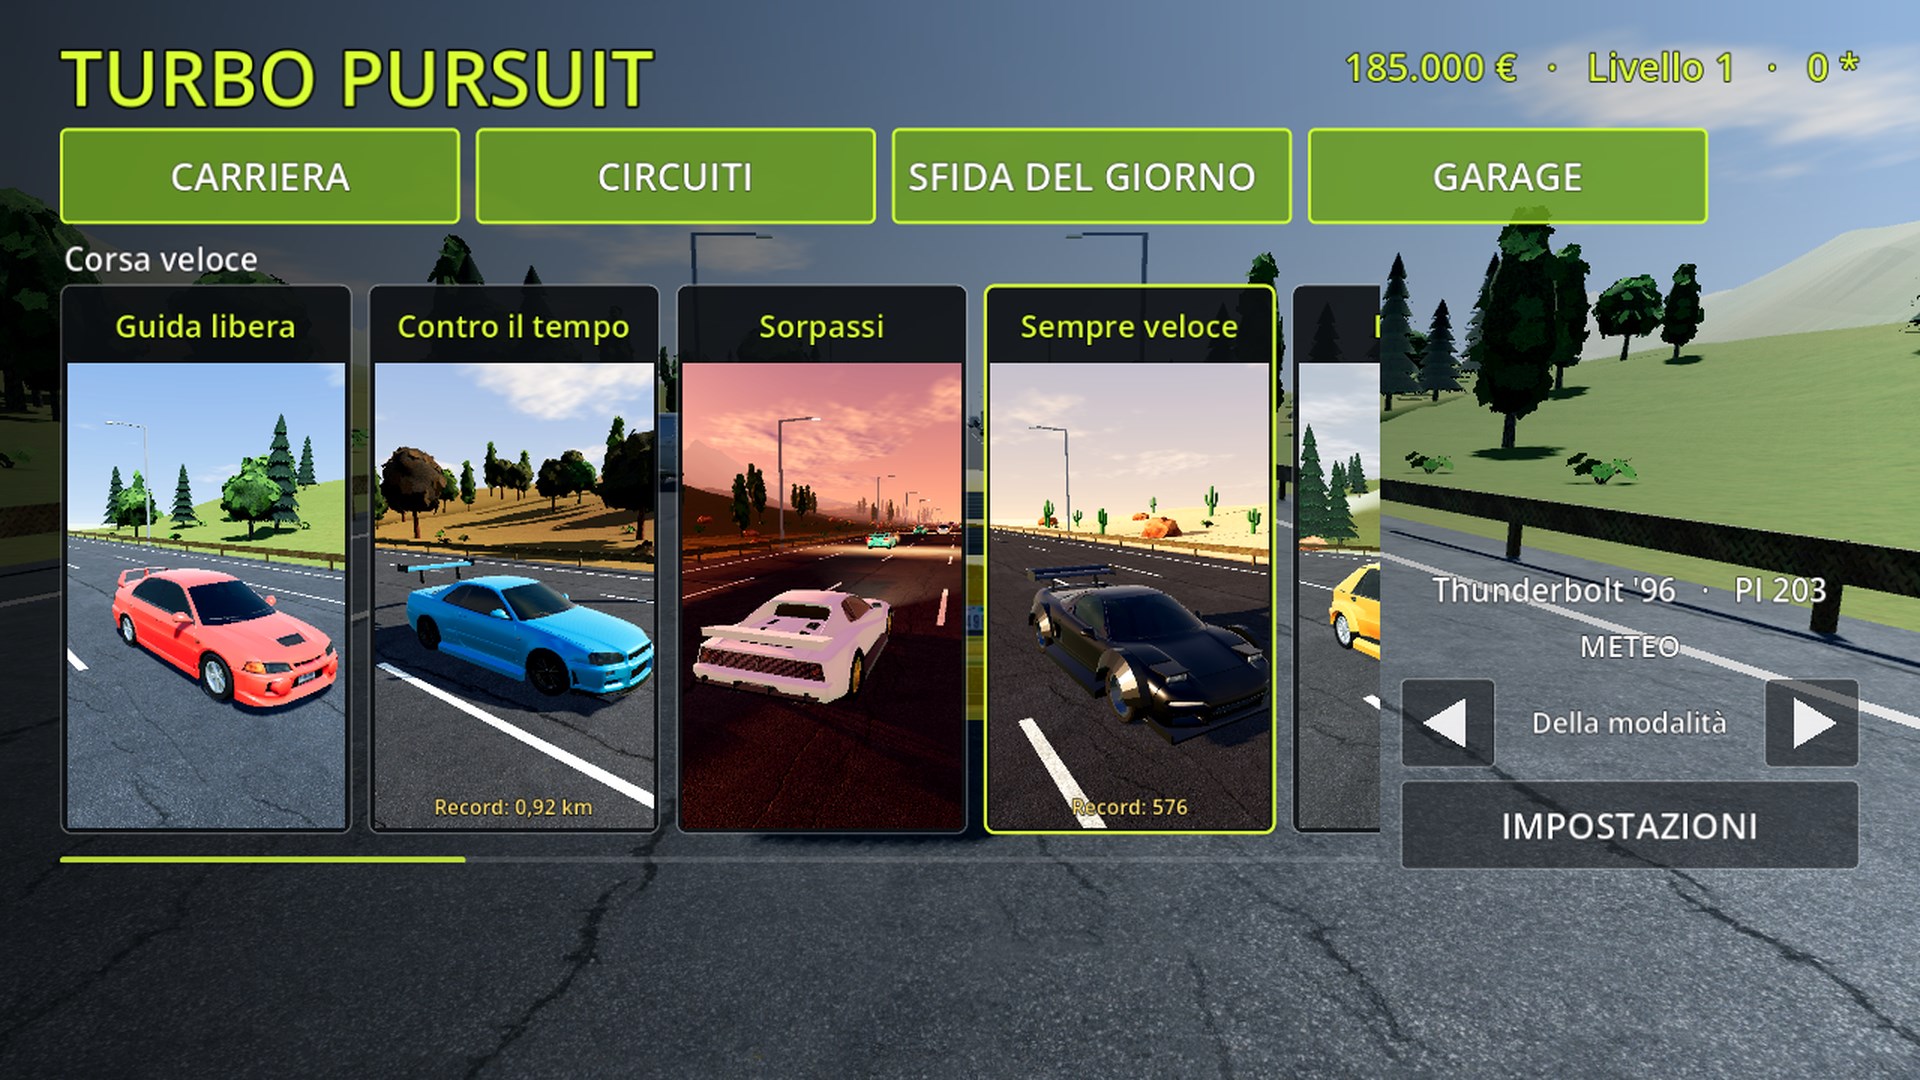 TURBO PURSUIT
185.000 € · Livello 1 · 0 *
CARRIERA
CIRCUITI
SFIDA DEL GIORNO
GARAGE
Corsa veloce
Guida libera
Contro il tempo
Sorpassi
Sempre veloce
Record: 0,92 km
Record: 576
Thunderbolt '96 · PI 203
METEO
Della modalità
IMPOSTAZIONI